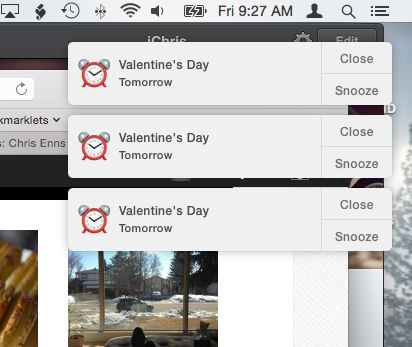 Fri 9:27 AM
iChris
Edit
Valentine's Day
Tomorrow
Close
Snooze
kmarklets
ID
Valentine's Day
Tomorrow
Close
Snooze
s: Chris Enns
Valentine's Day
Tomorrow
Close
Snooze